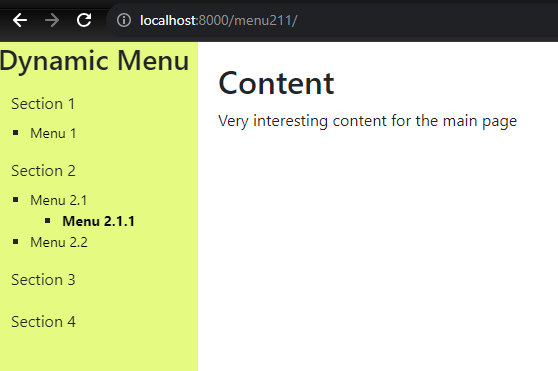 localhost:8000/menu211/
Dynamic Menu
Section 1
Menu 1
Section 2
Menu 2.1
Menu 2.1.1
Menu 2.2
Section 3
Section 4
Content
Very interesting content for the main page